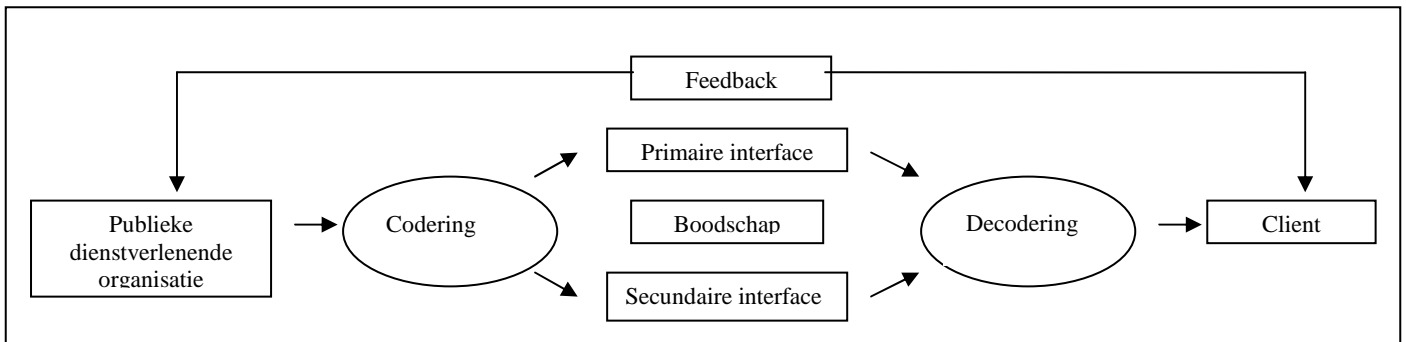 Feedback
Primaire interface
Publieke
dienstverlenende
organisatie
Codering
Boodschap
Decodering
Client
Secundaire interface